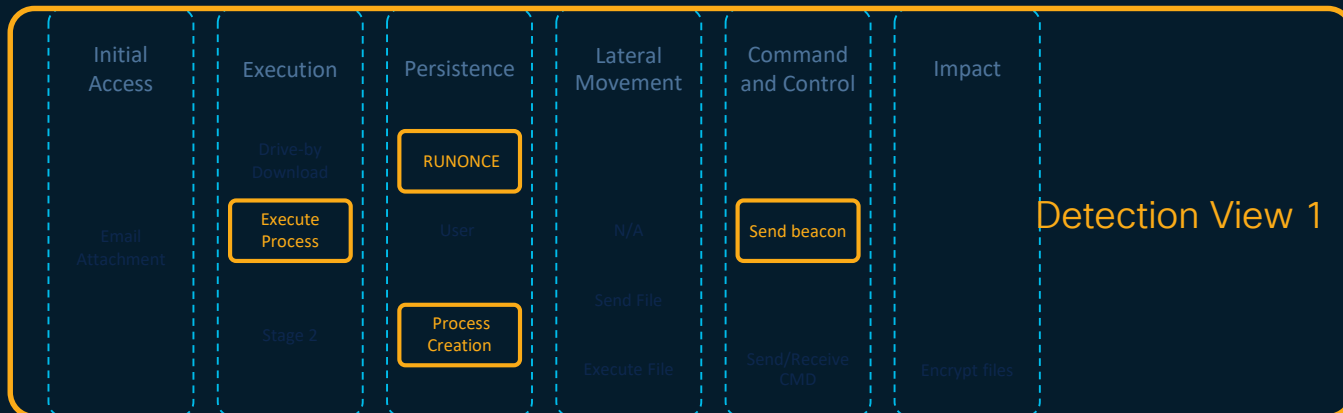 Initial
Access
Execution
Persistence
Lateral
Movement
Command
and Control
Impact
Drive-by
Download
RUNONCE
Email
Attachment
Execute
Process
User
N/A
Send beacon
Detection View 1
Send File
Stage 2
Process
Creation
Execute File
Send/Receive
CMD
Encrypt files